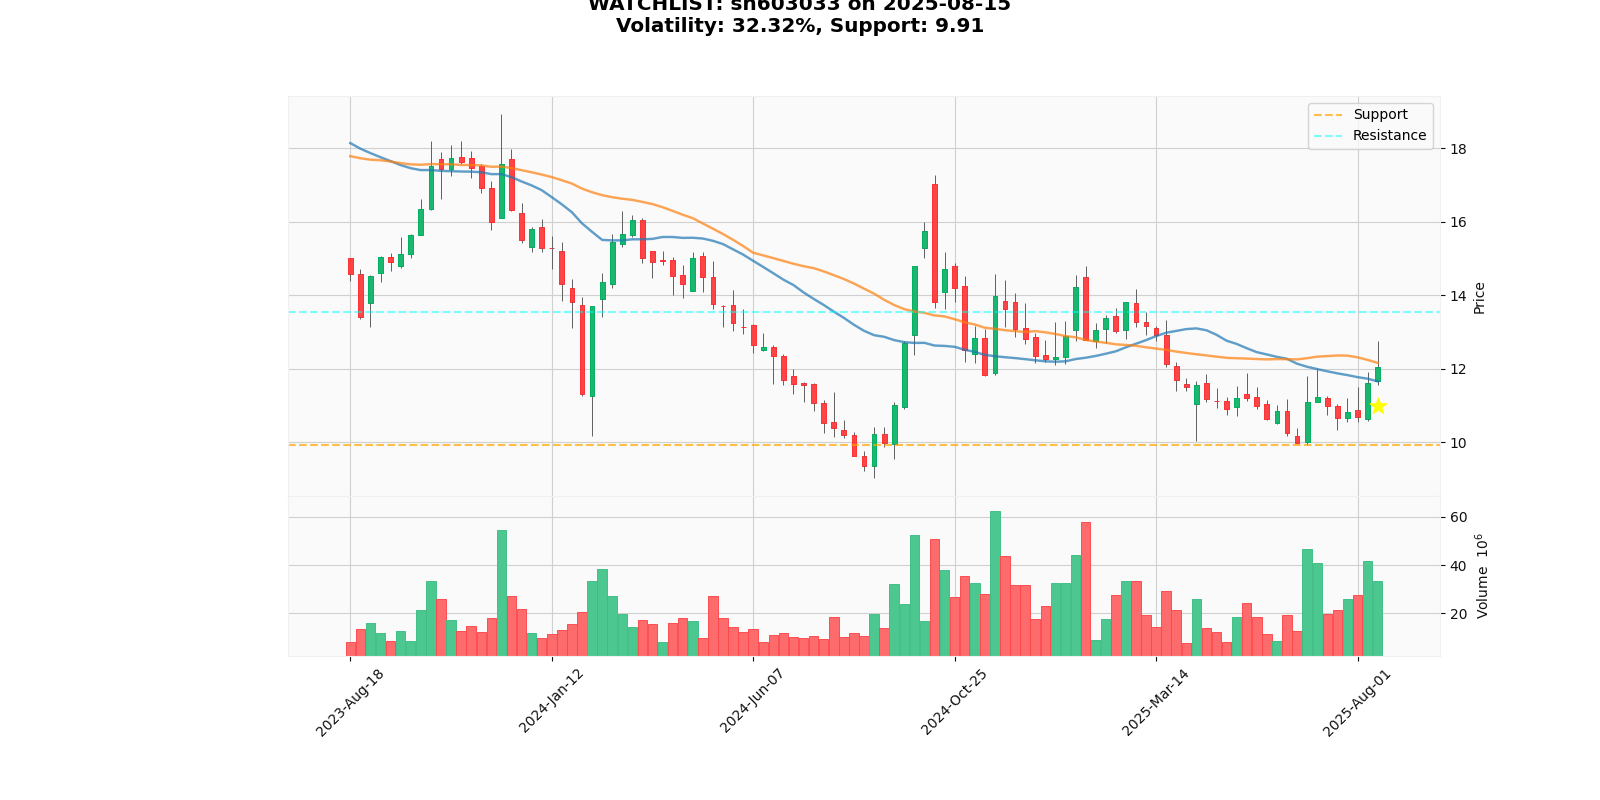 WATCHLIST: sh603033 on 2025-08-15
Volatility: 32.32%, Support: 9.91
Support
Resistance
18
16
14
12
10
Price
60
40
20
Volume 10^6
2023-Aug-18
2024-Jan-12
2024-Jun-07
2024-Oct-25
2025-Mar-14
2025-Aug-01